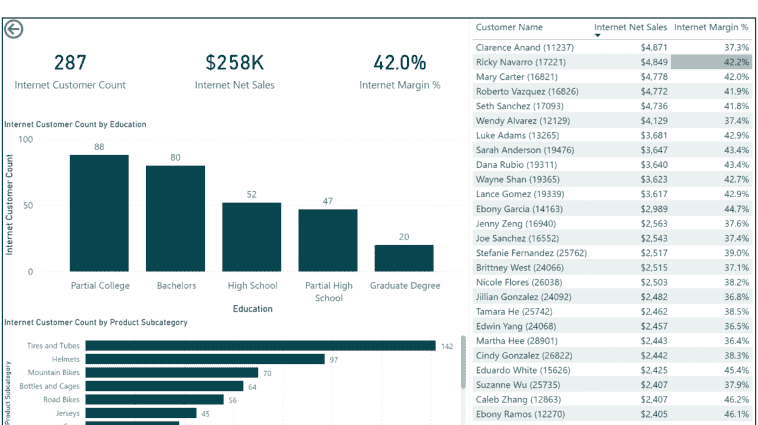 287
Internet Customer Count
$258K
Internet Net Sales
42.0%
Internet Margin %
Internet Customer Count by Education
Internet Customer Count
100
50
0
88
80
52
47
20
Partial College
Bachelors
High School
Partial High
School
Graduate Degree
Education
Internet Customer Count by Product Subcategory
Product Subcategory
Tires and Tubes 142
Helmets 97
Mountain Bikes 70
Bottles and Cages 64
Road Bikes 56
Jerseys 45
Customer Name Internet Net Sales Internet Margin %
Clarence Anand (11237) $4,871 37.3%
Ricky Navarro (17221) $4,849 42.2%
Mary Carter (16821) $4,778 42.0%
Roberto Vazquez (16826) $4,772 41.9%
Seth Sanchez (17093) $4,736 41.8%
Wendy Alvarez (12129) $4,129 37.4%
Luke Adams (13265) $3,681 42.9%
Sarah Anderson (19476) $3,647 43.4%
Dana Rubio (19311) $3,640 43.4%
Wayne Shan (19365) $3,623 42.7%
Lance Gomez (19339) $3,617 42.9%
Ebony Garcia (14163) $2,989 44.7%
Jenny Zeng (16940) $2,563 37.6%
Joe Sanchez (16552) $2,543 37.4%
Stefanie Fernandez (25762) $2,517 39.0%
Brittney West (24066) $2,515 37.1%
Nicole Flores (26038) $2,503 38.2%
Jillian Gonzalez (24092) $2,482 36.8%
Tamara He (25742) $2,462 38.5%
Edwin Yang (24068) $2,457 36.5%
Martha Hee (28901) $2,443 36.4%
Cindy Gonzalez (26822) $2,442 38.3%
Eduardo White (15626) $2,425 45.4%
Suzanne Wu (25735) $2,407 37.9%
Caleb Zhang (12863) $2,407 46.2%
Ebony Ramos (12270) $2,405 46.1%